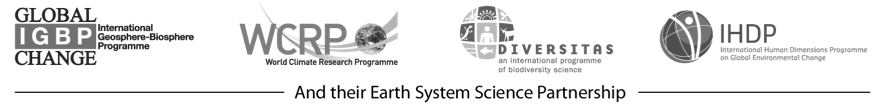 GLOBAL
IGBP
CHANGE
International
Geosphere-Biosphere
Programme
WCRP
World Climate Research Programme
DIVERSITAS
an international programme
of biodiversity science
IHDP
International Human Dimensions Programme
on Global Environmental Change
And their Earth System Science Partnership